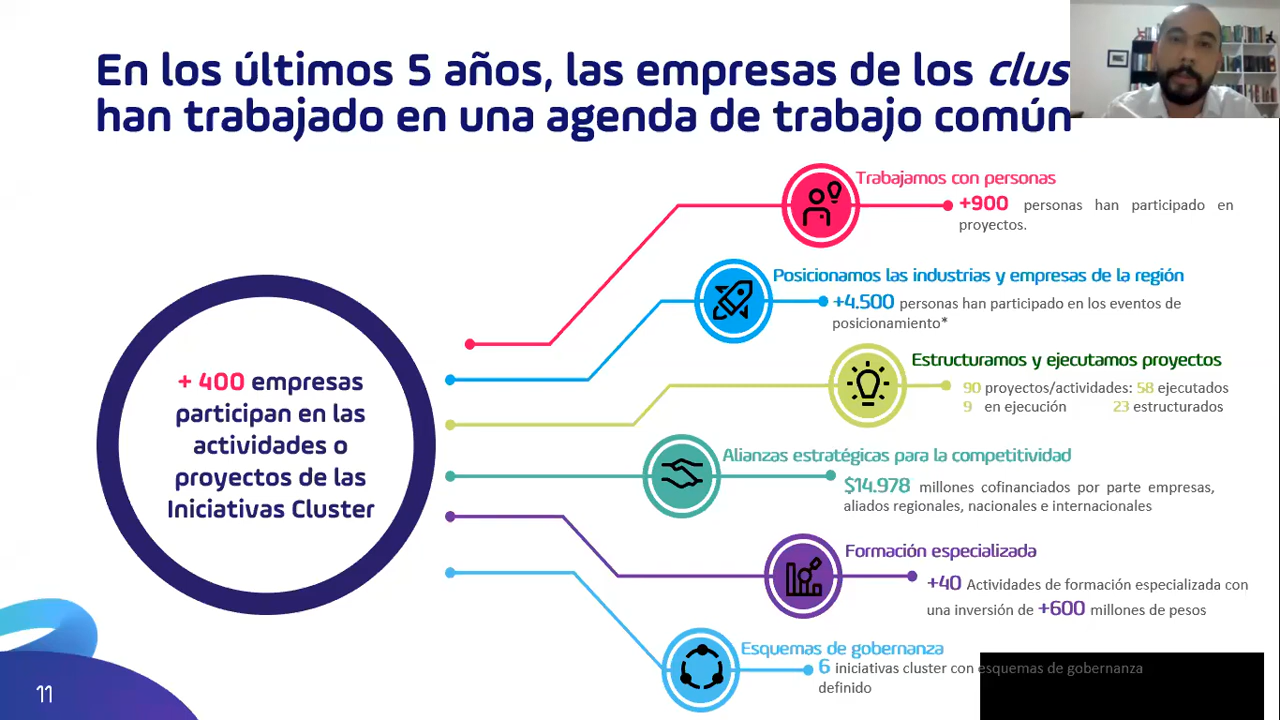 En los últimos 5 años, las empresas de los
han trabajado en una agenda de trabajo común
Trabajamos con personas
+900 personas han participado en
proyectos.
Posicionamos las industrias y empresas de la región
+4.500 personas han participado en los eventos de
posicionamiento*
Estructuramos y ejecutamos proyectos
90 proyectos/actividades: 58 ejecutados
9 en ejecución 23 estructurados
+ 400 empresas
participan en las
actividades o
proyectos de las
Iniciativas Cluster
Alianzas estratégicas para la competitividad
$14.978 millones cofinanciados por parte empresas,
aliados regionales, nacionales e internacionales
Formación especializada
+40 Actividades de formación especializada con
una inversión de +600 millones de pesos
Esquemas de gobernanza
6 iniciativas cluster con esquemas de gobernanza
definido
11